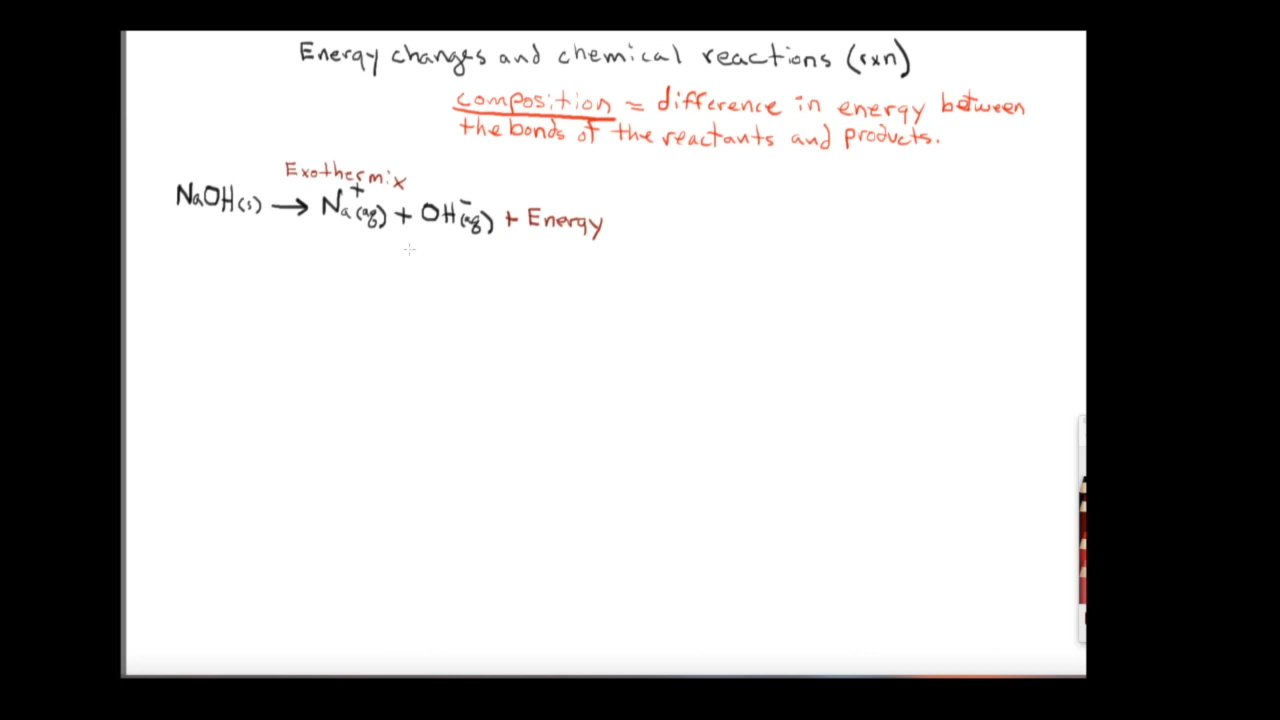 Energy changes and chemical reactions (rxn)
composition = difference in energy between
the bonds of the reactants and products.
Exothermix
NaOH(s) → Na⁺(aq) + OH⁻(aq) + Energy